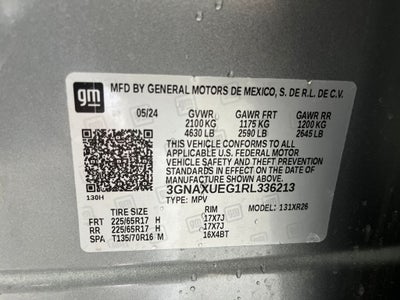 gm
MFD BY GENERAL MOTORS DE MEXICO, S. DE R.L. DE C.V.
05/24 GVWR GAWR FRT GAWR RR
2100 KG 1175 KG 1200 KG
4630 LB 2590 LB 2645 LB
THIS VEHICLE CONFORMS TO ALL APPLICABLE
U.S. FEDERAL MOTOR VEHICLE
SAFETY, BUMPER, AND THEFT PREVENTION
STANDARDS IN EFFECT ON THE DATE OF
MANUFACTURE SHOWN ABOVE.
3GNAXUEG1RL336213
130H TYPE: MPV MODEL: 131XR26
TIRE SIZE RIM
FRT 225/65R17 H 17X7J
RR 225/65R17 H 17X7J
SPA T135/70R16 M 16X4BT